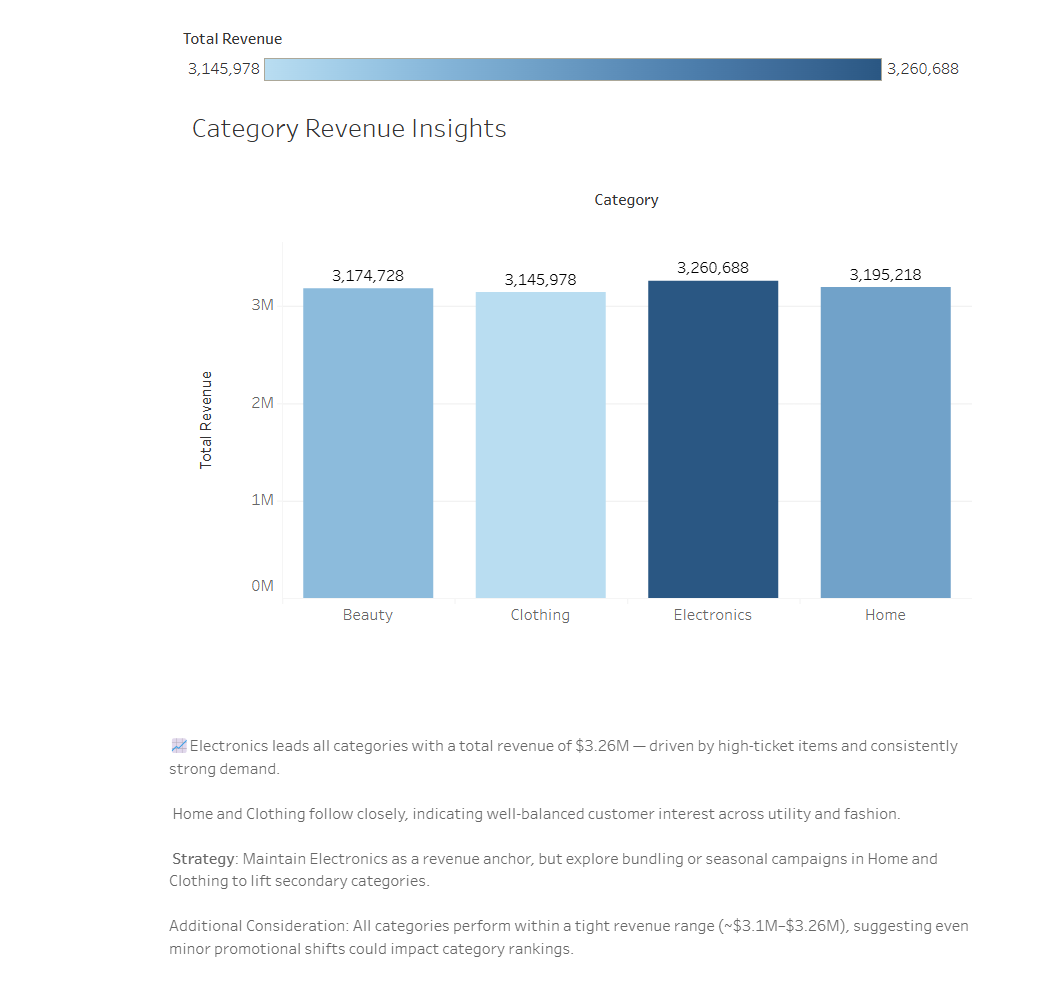 Total Revenue
3,145,978 3,260,688
Category Revenue Insights
Category
3,174,728 3,145,978 3,260,688 3,195,218
3M
2M
1M
0M
Total Revenue
Beauty Clothing Electronics Home
📈Electronics leads all categories with a total revenue of $3.26M — driven by high-ticket items and consistently
strong demand.
Home and Clothing follow closely, indicating well-balanced customer interest across utility and fashion.
Strategy: Maintain Electronics as a revenue anchor, but explore bundling or seasonal campaigns in Home and
Clothing to lift secondary categories.
Additional Consideration: All categories perform within a tight revenue range (~$3.1M–$3.26M), suggesting even
minor promotional shifts could impact category rankings.